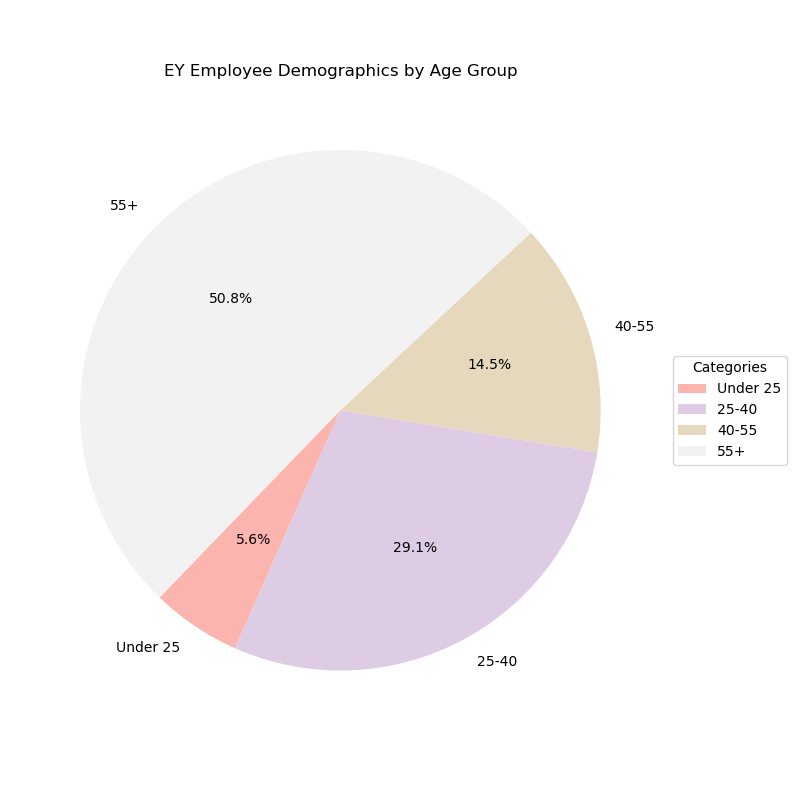 EY Employee Demographics by Age Group
55+
50.8%
40-55
14.5%
Categories
Under 25
25-40
40-55
55+
5.6%
29.1%
Under 25
25-40